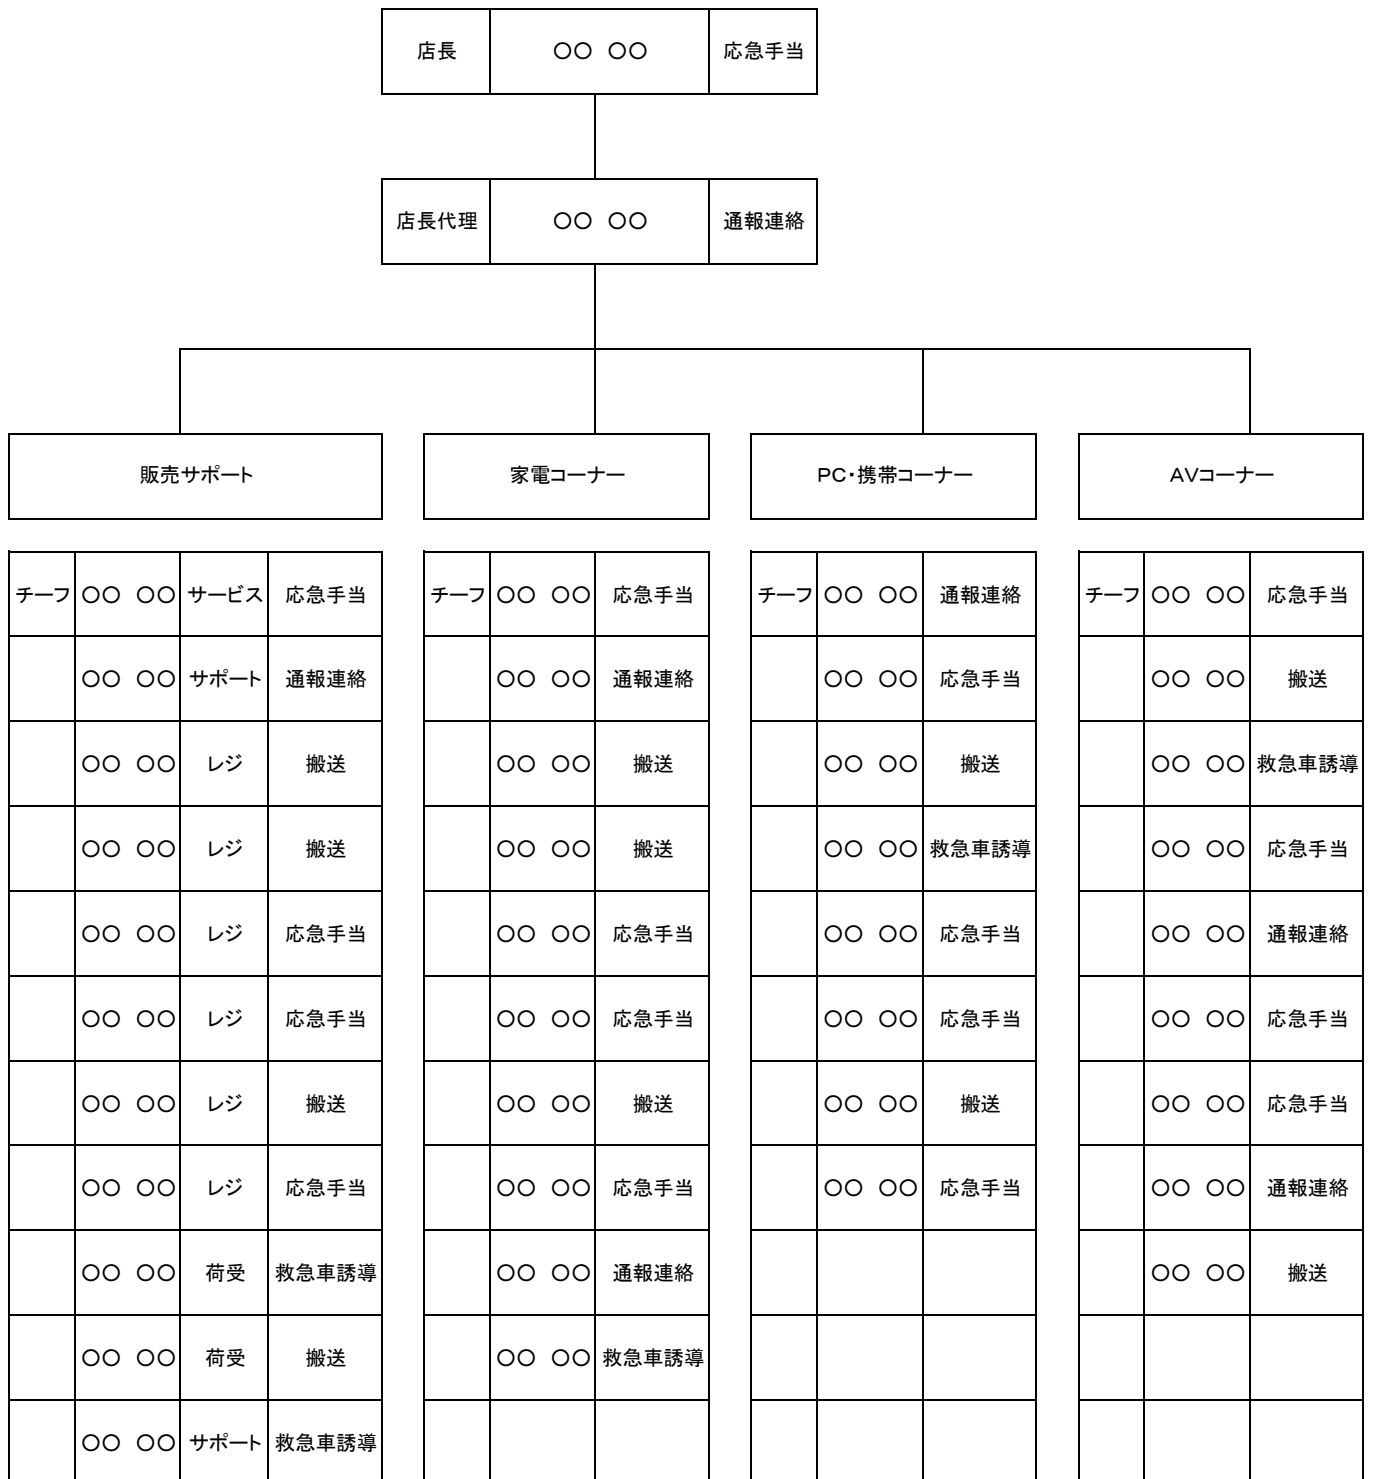 店長 〇〇 〇〇 応急手当
店長代理 〇〇 〇〇 通報連絡
販売サポート 家電コーナー PC・携帯コーナー AVコーナー
チーフ 〇〇 〇〇 サービス 応急手当 チーフ 〇〇 〇〇 応急手当 チーフ 〇〇 〇〇 通報連絡 チーフ 〇〇 〇〇 応急手当
〇〇 〇〇 サポート 通報連絡 〇〇 〇〇 通報連絡 〇〇 〇〇 応急手当 〇〇 〇〇 搬送
〇〇 〇〇 レジ 搬送 〇〇 〇〇 搬送 〇〇 〇〇 搬送 〇〇 〇〇 救急車誘導
〇〇 〇〇 レジ 搬送 〇〇 〇〇 搬送 〇〇 〇〇 救急車誘導 〇〇 〇〇 応急手当
〇〇 〇〇 レジ 応急手当 〇〇 〇〇 応急手当 〇〇 〇〇 応急手当 〇〇 〇〇 通報連絡
〇〇 〇〇 レジ 応急手当 〇〇 〇〇 応急手当 〇〇 〇〇 応急手当 〇〇 〇〇 応急手当
〇〇 〇〇 レジ 搬送 〇〇 〇〇 搬送 〇〇 〇〇 搬送 〇〇 〇〇 応急手当
〇〇 〇〇 レジ 応急手当 〇〇 〇〇 応急手当 〇〇 〇〇 応急手当 〇〇 〇〇 通報連絡
〇〇 〇〇 荷受 救急車誘導 〇〇 〇〇 通報連絡 〇〇 〇〇 搬送
〇〇 〇〇 荷受 搬送 〇〇 〇〇 救急車誘導
〇〇 〇〇 サポート 救急車誘導